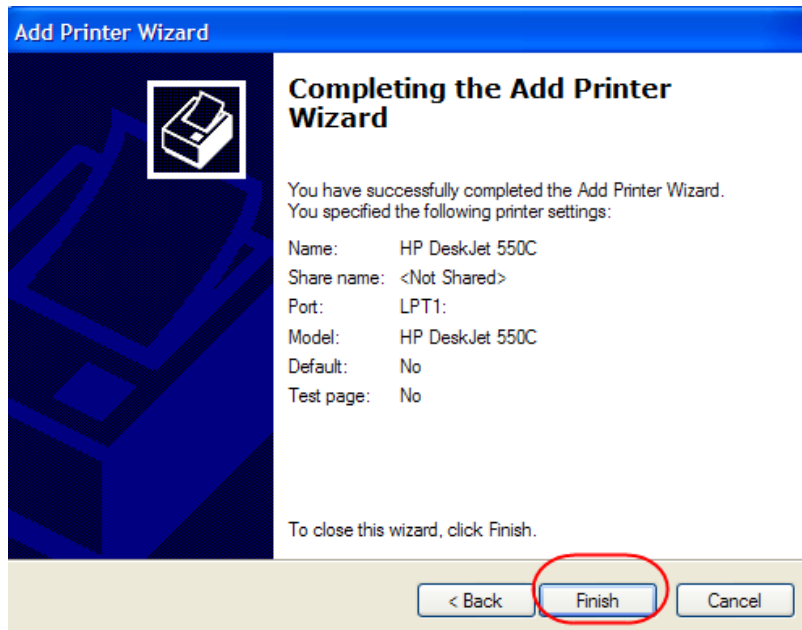 Add Printer Wizard
Completing the Add Printer
Wizard
You have successfully completed the Add Printer Wizard.
You specified the following printer settings:
Name: HP DeskJet 550C
Share name: <Not Shared>
Port: LPT1:
Model: HP DeskJet 550C
Default: No
Test page: No
To close this wizard, click Finish.
< Back Finish Cancel